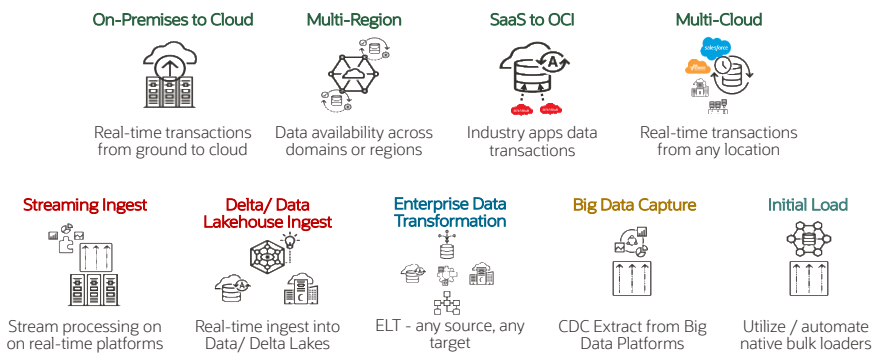 On-Premises to Cloud
Multi-Region
SaaS to OCI
Multi-Cloud
salesforce
A
Real-time transactions
from ground to cloud
Data availability across
domains or regions
Industry apps data
transactions
Real-time transactions
from any location
Streaming Ingest
Delta/ Data
Lakehouse Ingest
Enterprise Data
Transformation
Big Data Capture
Initial Load
A
A
C
C
Stream processing on
on real-time platforms
Real-time ingest into
Data/ Delta Lakes
ELT - any source, any
target
CDC Extract from Big
Data Platforms
Utilize / automate
native bulk loaders